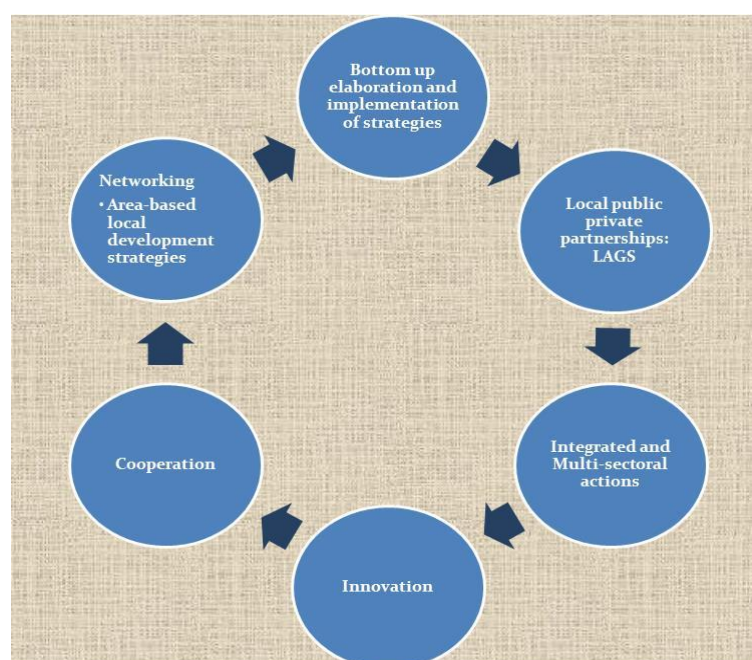 Bottom up
elaboration and
implementation
of strategies
Local public
private
partnerships:
LAGS
Integrated and
Multi-sectoral
actions
Innovation
Cooperation
Networking
• Area-based
local
development
strategies